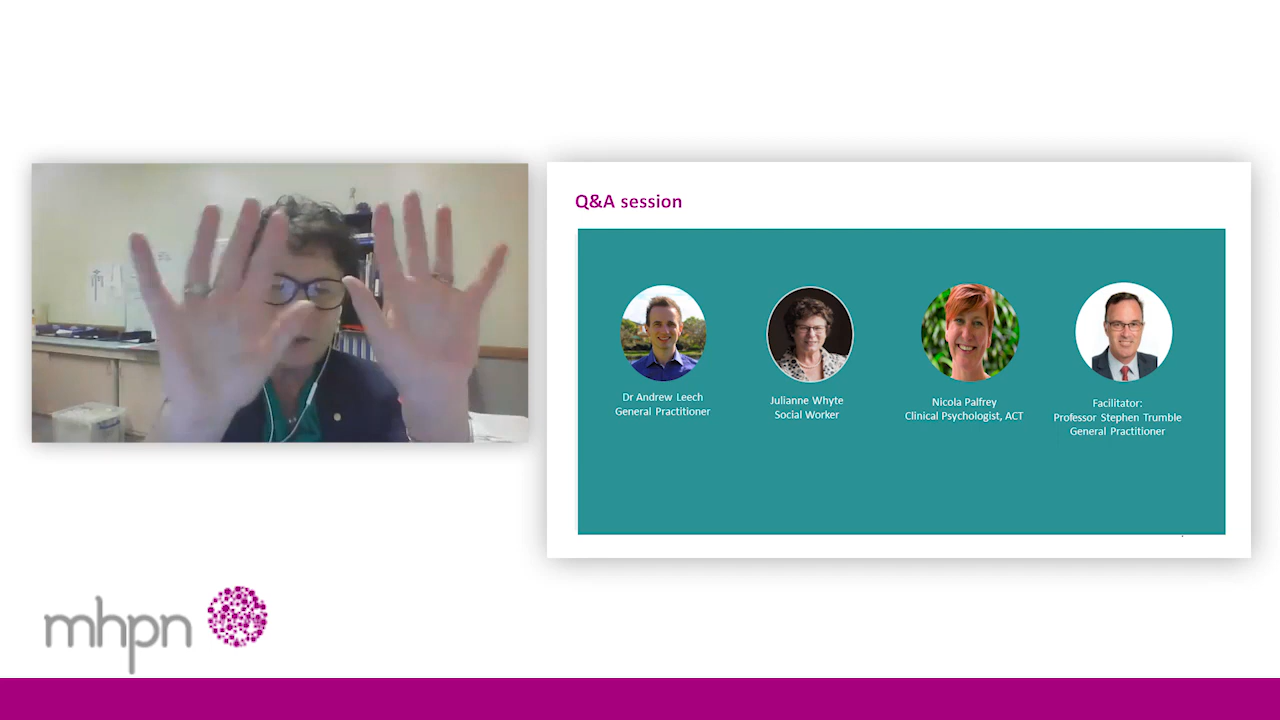 Q&A session
Dr Andrew Leech
General Practitioner
Julianne Whyte
Social Worker
Nicola Palfrey
Clinical Psychologist, ACT
Facilitator:
Professor Stephen Trumble
General Practitioner
mhpn